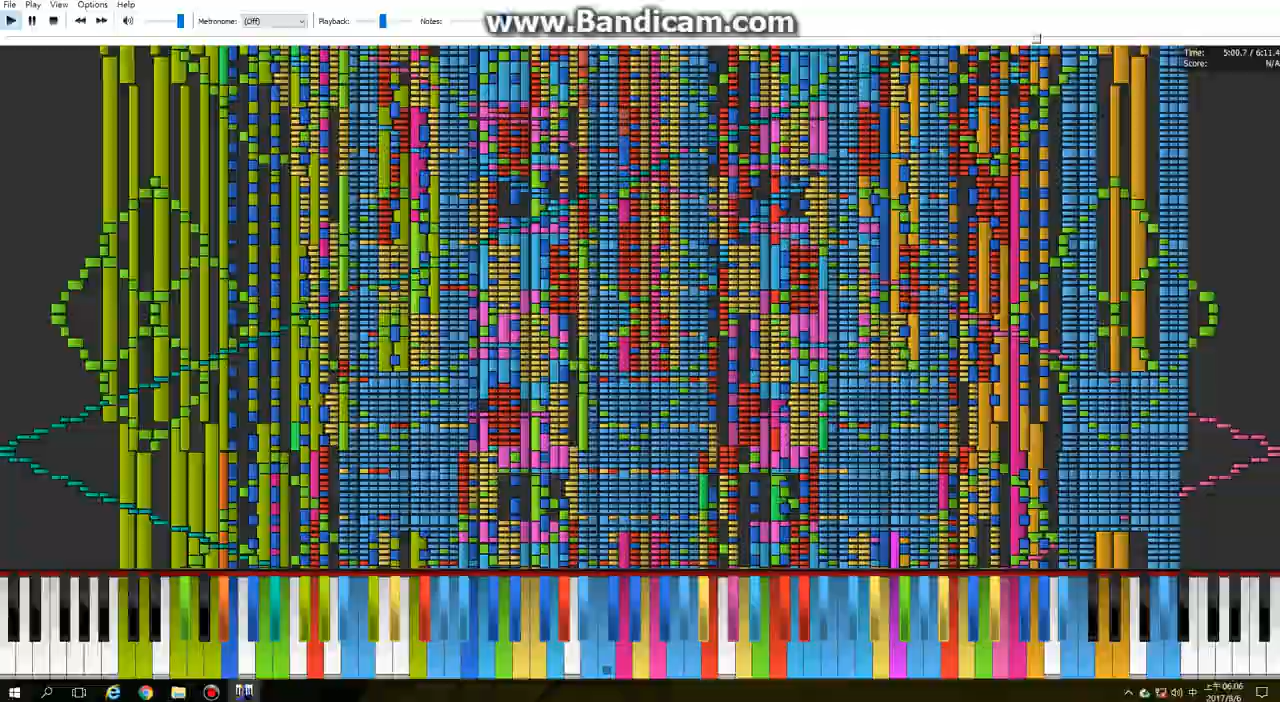 File Play View Options Help
www.Bandicam.com
Metronome: (Off) Playback: Notes:
Time: 5:00.7 / 6:11.4
Score: N/A
中
上午 06:06
2017/8/6